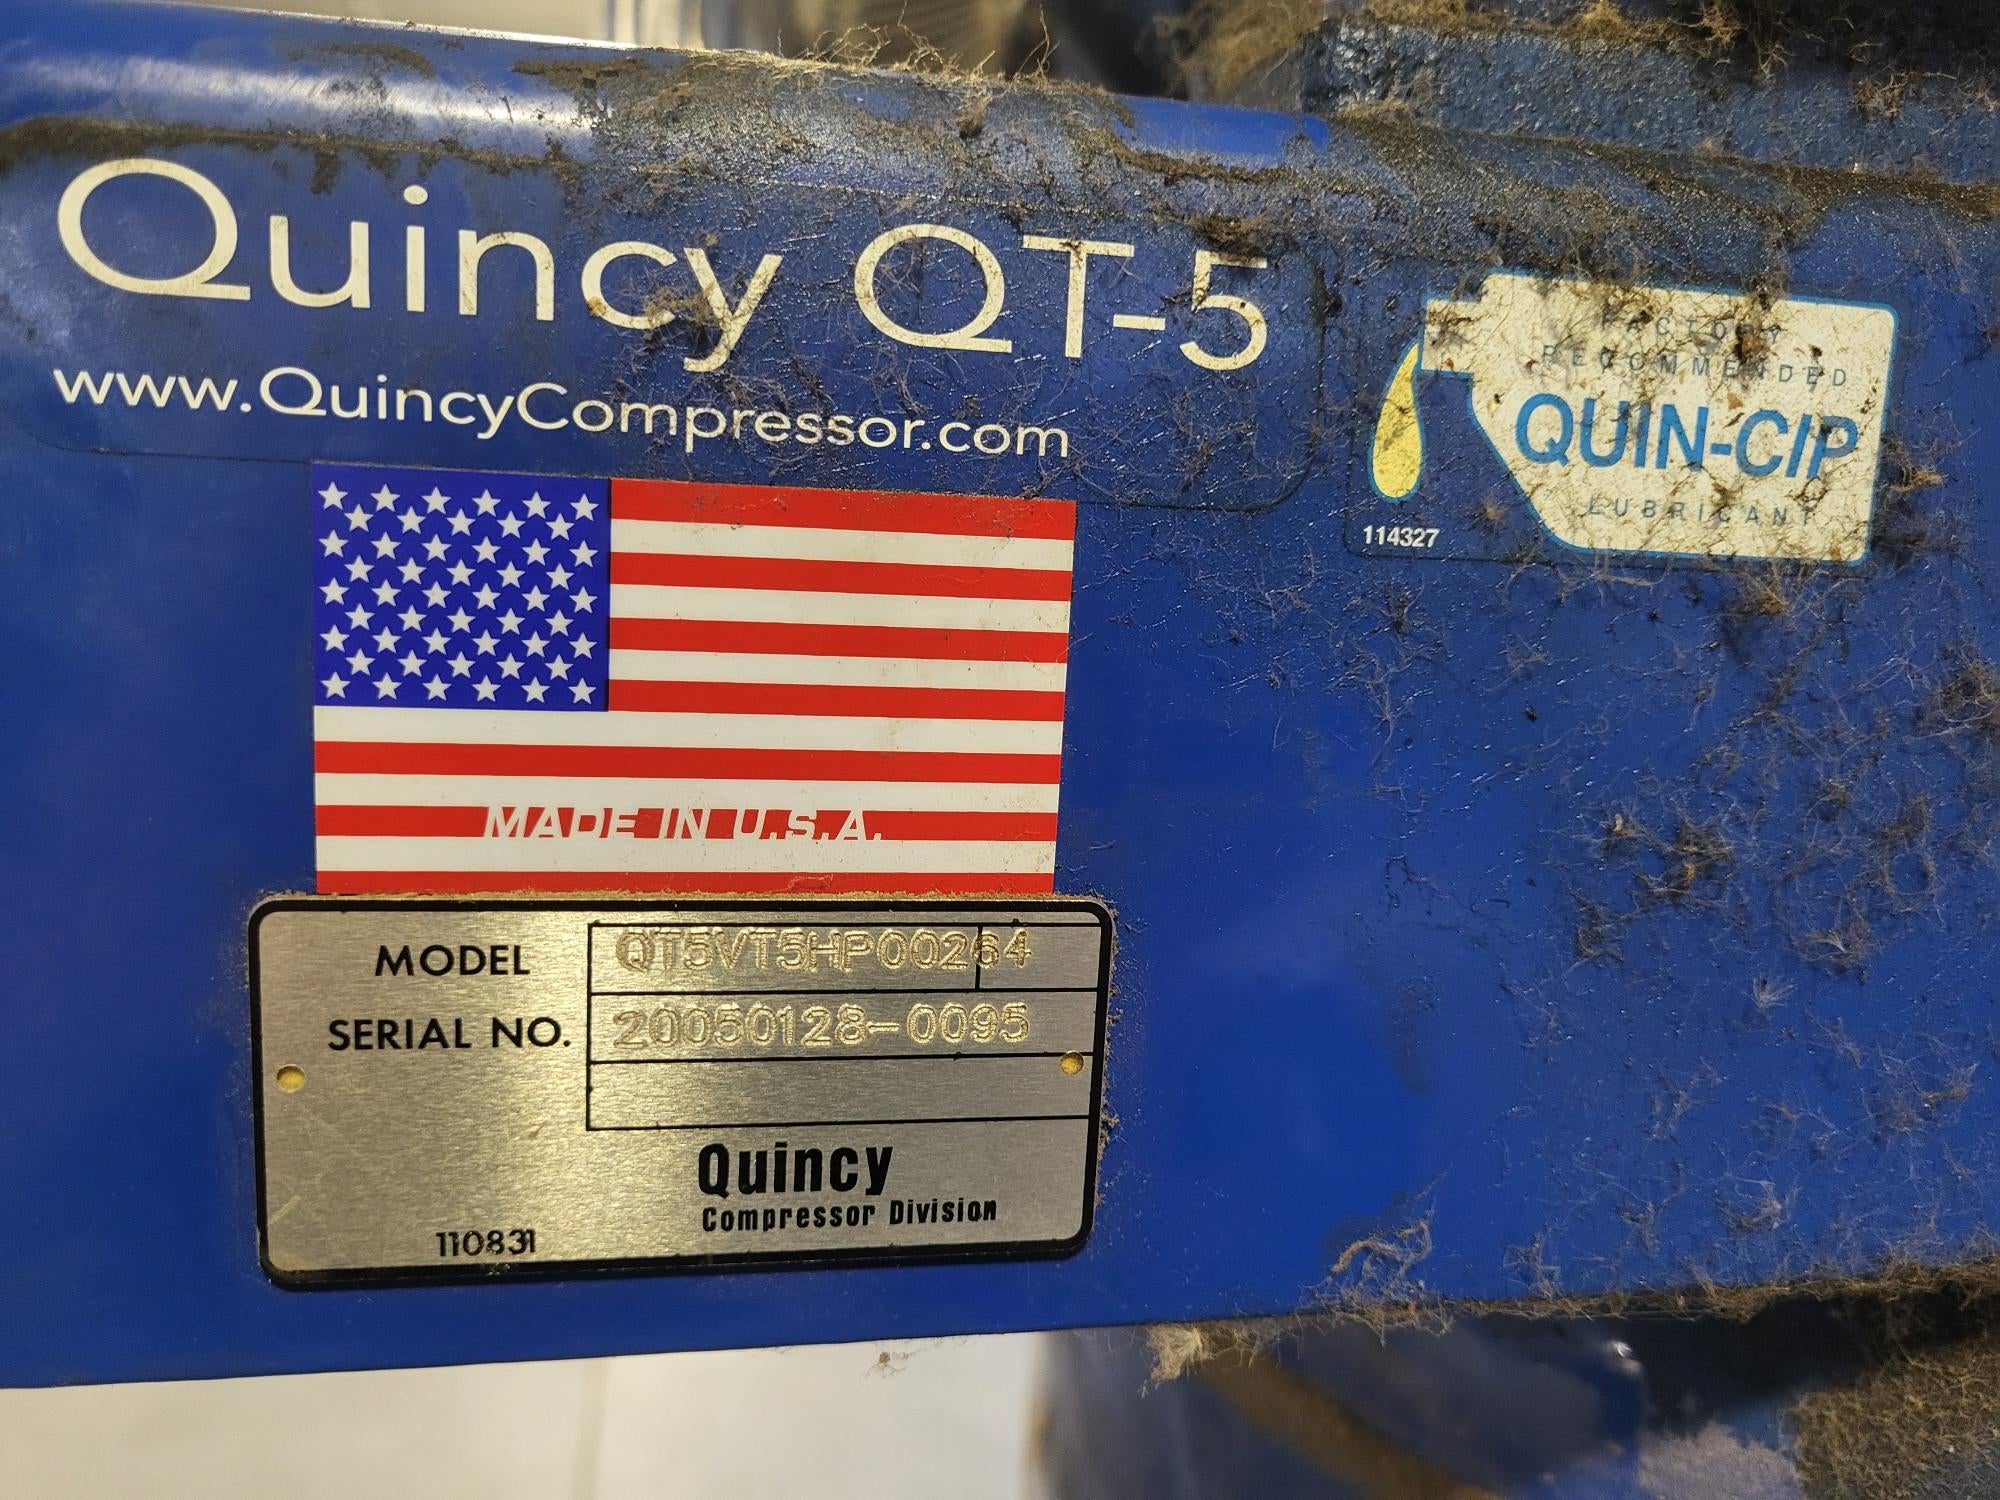 Quincy QT-5
www.QuincyCompressor.com
FACTORY
RECOMMENDED
QUIN-CIP
LUBRICANT
114327
MADE IN U.S.A.
MODEL QT5VT5HP00264
SERIAL NO. 20050128-0095
Quincy
Compressor Division
110831